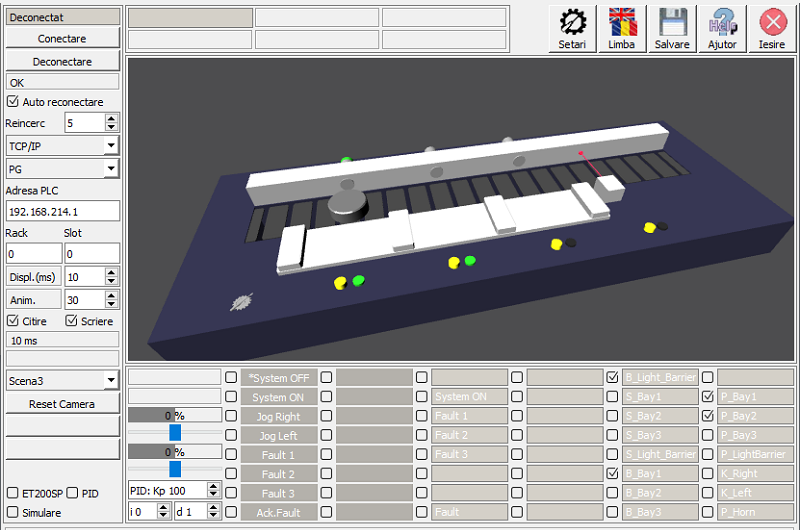 Deconectat
Conectare
Deconectare
OK
Auto reconectare
Reincerc 5
TCP/IP
PG
Adresa PLC
192.168.214.1
Rack Slot
0 0
Displ.(ms) 10
Anim. 30
Citire Scriere
10 ms
Scena3
Reset Camera
ET200SP PID
Simulare
Setari Limba Salvare Ajutor Iesire
Help
0 %
0 %
PID: Kp 100
i 0 d 1
*System OFF
System ON
Jog Right
Jog Left
Fault 1
Fault 2
Fault 3
Ack.Fault
System ON
Fault 1
Fault 2
Fault 3
Fault
B_Light_Barrier
S_Bay1
S_Bay2
S_Bay3
S_Light_Barrier
B_Bay1
B_Bay2
B_Bay3
P_Bay1
P_Bay2
P_Bay3
P_LightBarrier
K_Right
K_Left
P_Horn